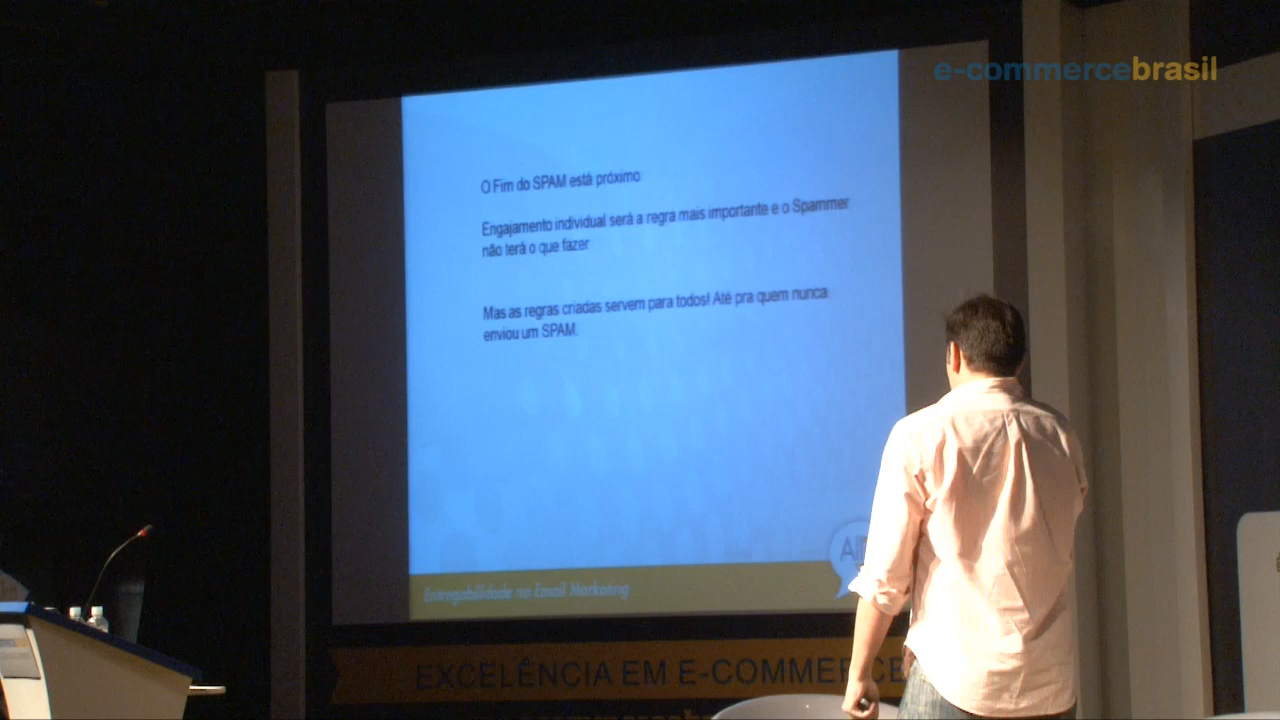 e-commercebrasil
O Fim do SPAM está próximo
Engajamento individual será a regra mais importante e o Spammer
não terá o que fazer
Mas as regras criadas servem para todos! Até pra quem nunca
enviou um SPAM.
Entregabilidade no Email Marketing
EXCELÊNCIA EM E-COMMERCE